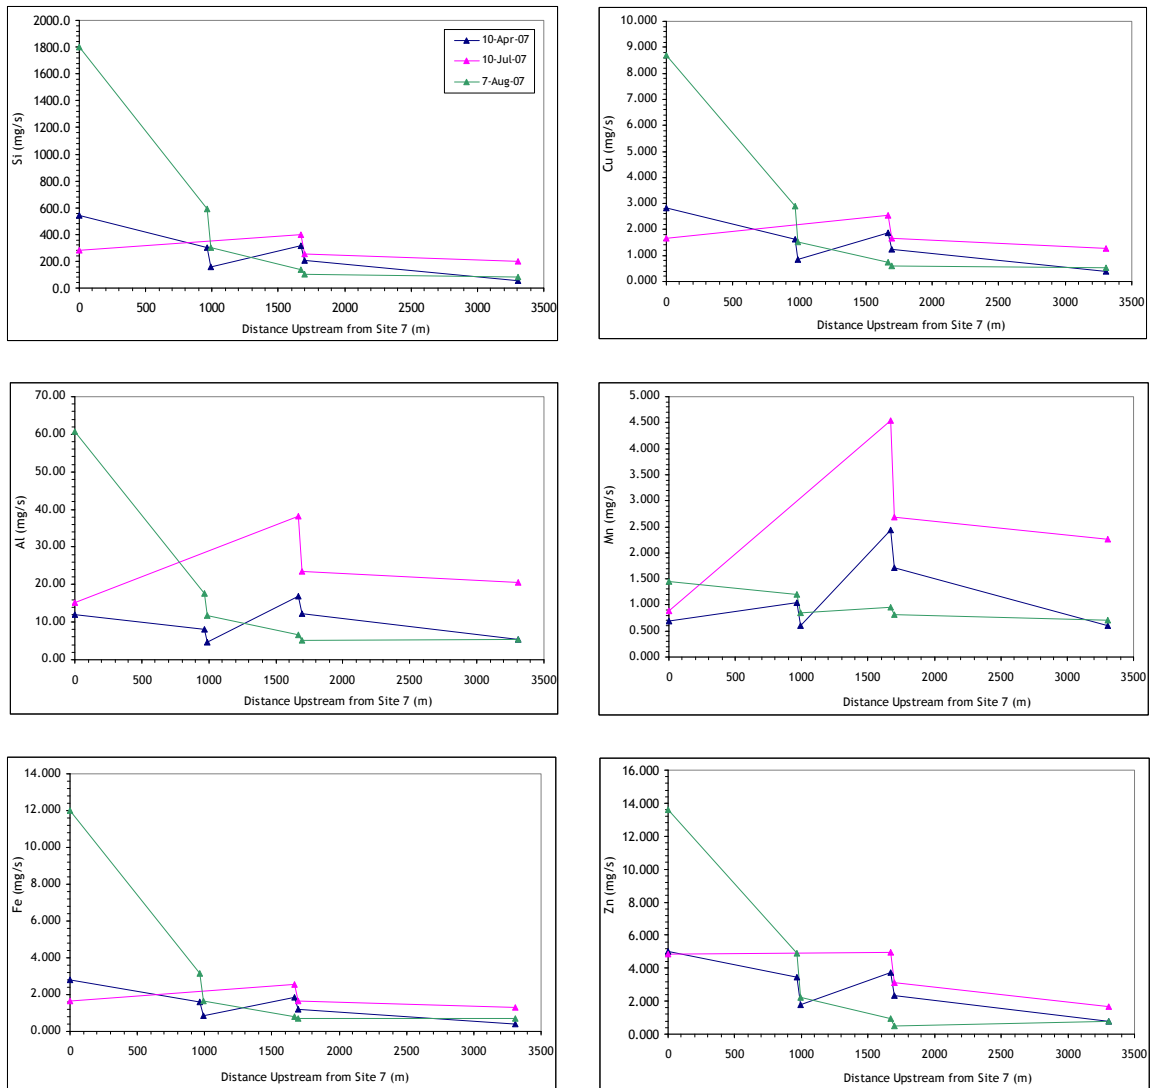 2000.0
1800.0
1600.0
1400.0
1200.0
1000.0
800.0
600.0
400.0
200.0
0.0
Si (mg/s)
10-Apr-07
10-Jul-07
7-Aug-07
0 500 1000 1500 2000 2500 3000 3500
Distance Upstream from Site 7 (m)
10.000
9.000
8.000
7.000
6.000
5.000
4.000
3.000
2.000
1.000
0.000
Cu (mg/s)
0 500 1000 1500 2000 2500 3000 3500
Distance Upstream from Site 7 (m)
70.00
60.00
50.00
40.00
30.00
20.00
10.00
0.00
Al (mg/s)
0 500 1000 1500 2000 2500 3000 3500
Distance Upstream from Site 7 (m)
5.000
4.500
4.000
3.500
3.000
2.500
2.000
1.500
1.000
0.500
0.000
Mn (mg/s)
0 500 1000 1500 2000 2500 3000 3500
Distance Upstream from Site 7 (m)
14.000
12.000
10.000
8.000
6.000
4.000
2.000
0.000
Fe (mg/s)
0 500 1000 1500 2000 2500 3000 3500
Distance Upstream from Site 7 (m)
16.000
14.000
12.000
10.000
8.000
6.000
4.000
2.000
0.000
Zn (mg/s)
0 500 1000 1500 2000 2500 3000 3500
Distance Upstream from Site 7 (m)